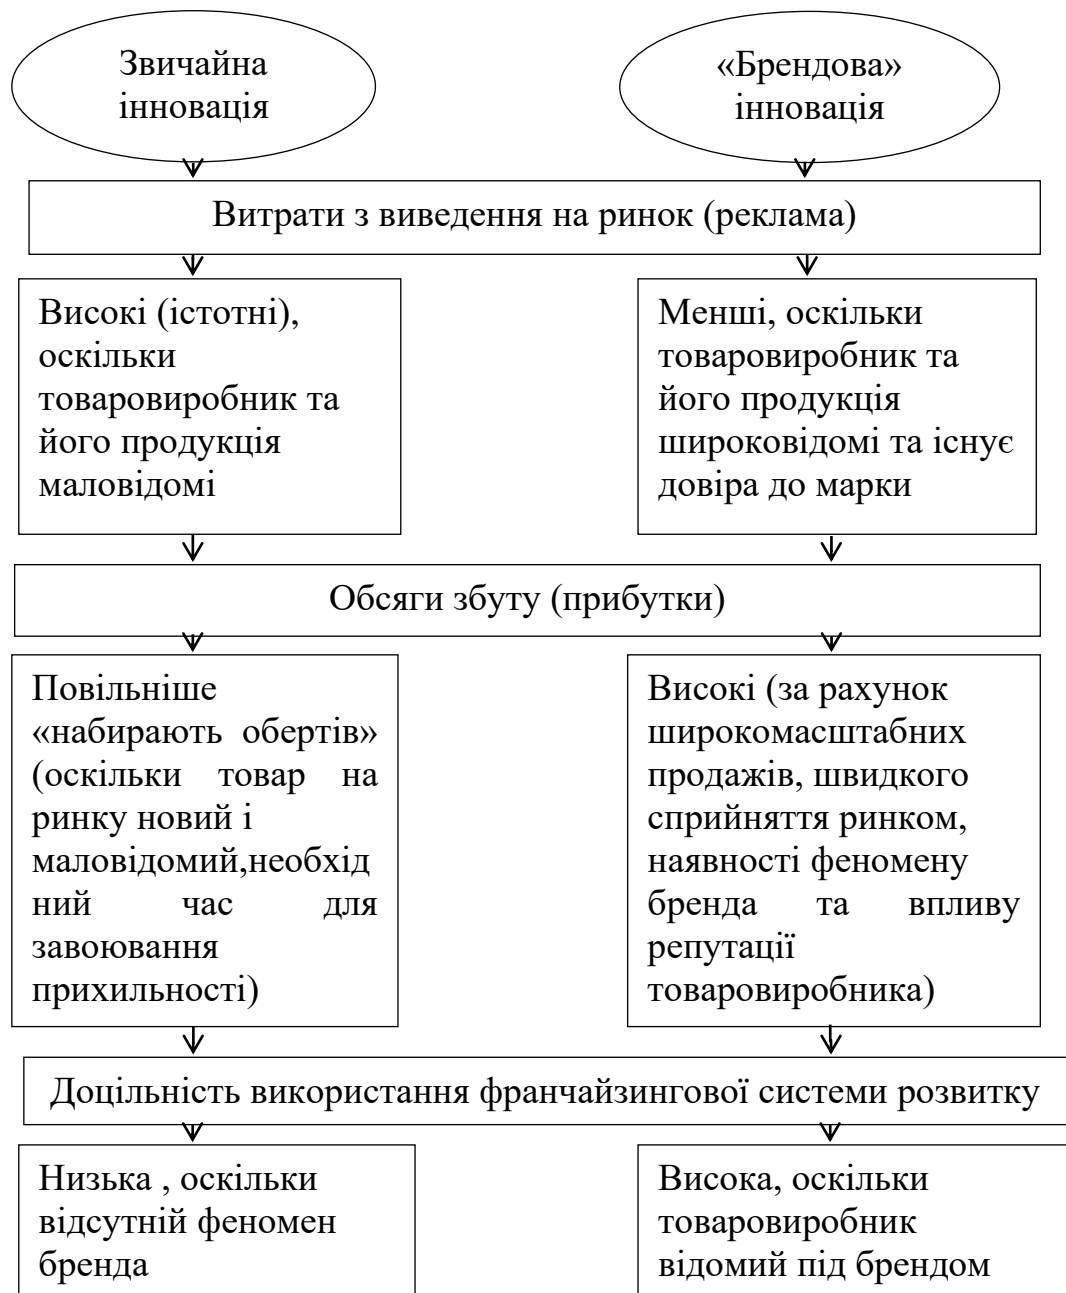 Звичайна
інновація
«Брендова»
інновація
Витрати з виведення на ринок (реклама)
Високі (істотні),
оскільки
товаровиробник та
його продукція
маловідомі
Менші, оскільки
товаровиробник та
його продукція
широковідомі та існує
довіра до марки
Обсяги збуту (прибутки)
Повільніше
«набирають обертів»
(оскільки товар на
ринку новий і
маловідомий,необхід
ний час для
завоювання
прихильності)
Високі (за рахунок
широкомасштабних
продажів, швидкого
сприйняття ринком,
наявності феномену
бренда та впливу
репутації
товаровиробника)
Доцільність використання франчайзингової системи розвитку
Низька , оскільки
відсутній феномен
бренда
Висока, оскільки
товаровиробник
відомий під брендом